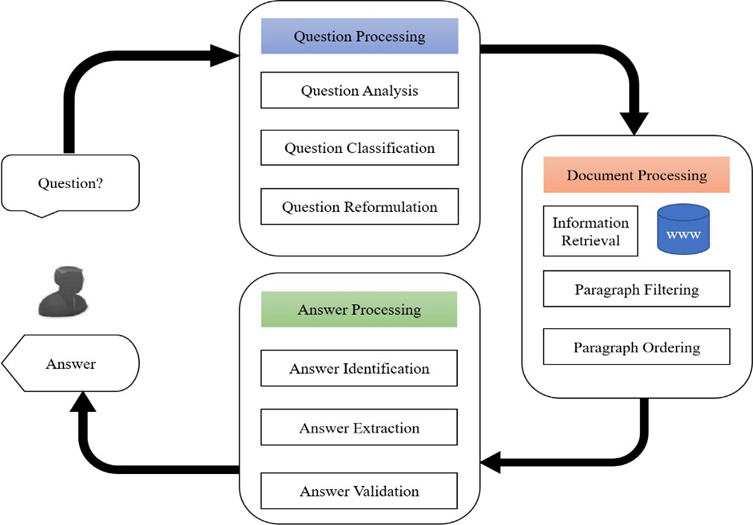 Question?
Question Processing
Question Analysis
Question Classification
Question Reformulation
Document Processing
Information
Retrieval
www
Paragraph Filtering
Paragraph Ordering
Answer Processing
Answer Identification
Answer Extraction
Answer Validation
Answer